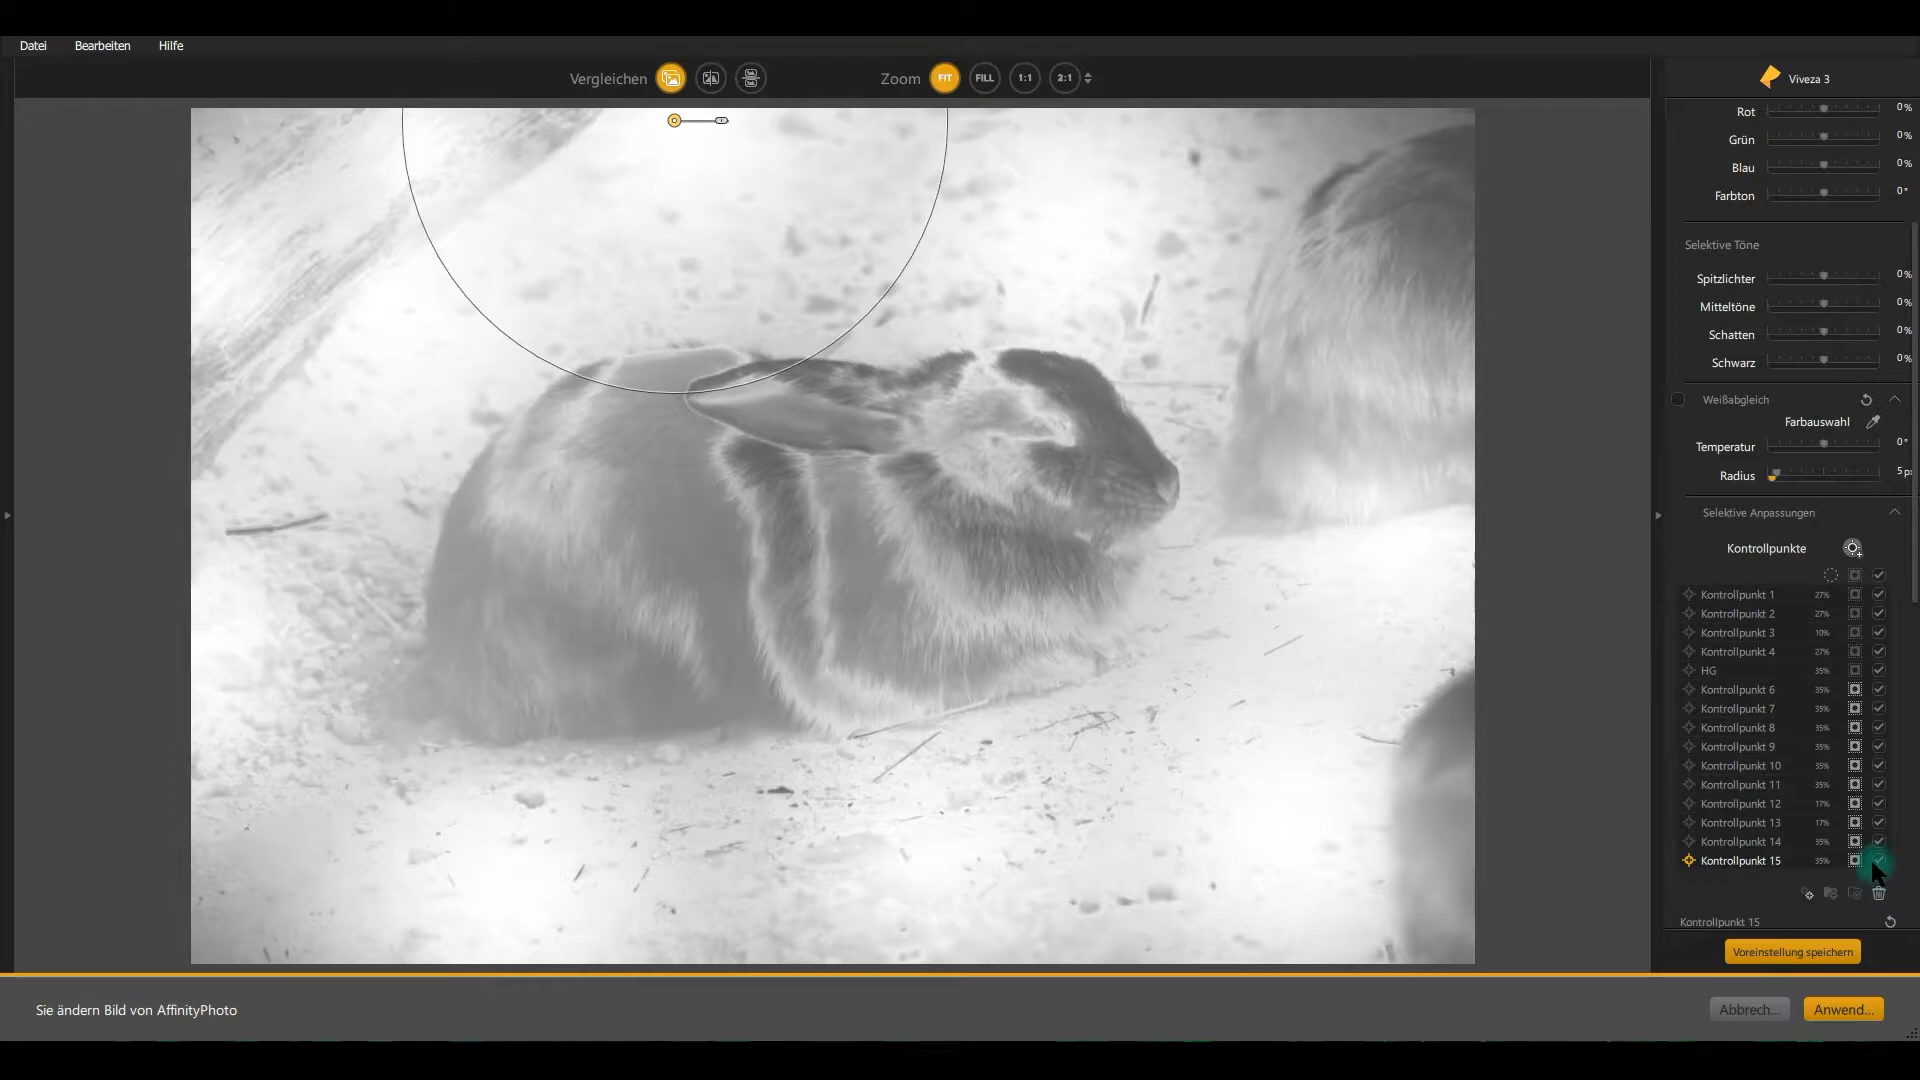 Datei Bearbeiten Hilfe
Vergleichen Zoom FIT FILL 1:1 2:1
Viveza 3
Rot 0%
Grün 0%
Blau 0%
Farbton 0°
Selektive Töne
Spitzlichter 0%
Mitteltöne 0%
Schatten 0%
Schwarz 0%
Weißabgleich
Farbauswahl
Temperatur 0°
Radius 5 p
Selektive Anpassungen
Kontrollpunkte
Kontrollpunkt 1 27%
Kontrollpunkt 2 27%
Kontrollpunkt 3 10%
Kontrollpunkt 4 27%
HG 35%
Kontrollpunkt 6 35%
Kontrollpunkt 7 35%
Kontrollpunkt 8 35%
Kontrollpunkt 9 35%
Kontrollpunkt 10 35%
Kontrollpunkt 11 35%
Kontrollpunkt 12 17%
Kontrollpunkt 13 17%
Kontrollpunkt 14 35%
Kontrollpunkt 15 35%
Kontrollpunkt 15
Voreinstellung speichern
Sie ändern Bild von AffinityPhoto
Abbrech... Anwend...